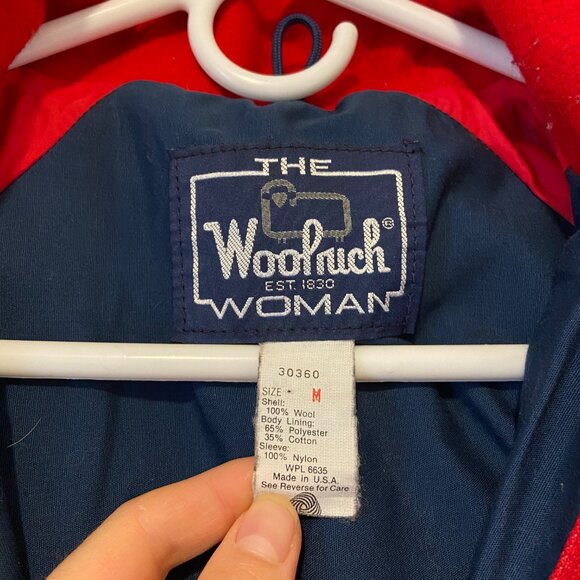 THE
Woolrich®
EST. 1830
WOMAN
30360
SIZE • M
Shell:
100% Wool
Body Lining:
65% Polyester
35% Cotton
Sleeve:
100% Nylon
WPL 6635
Made in U.S.A.
See Reverse for Care